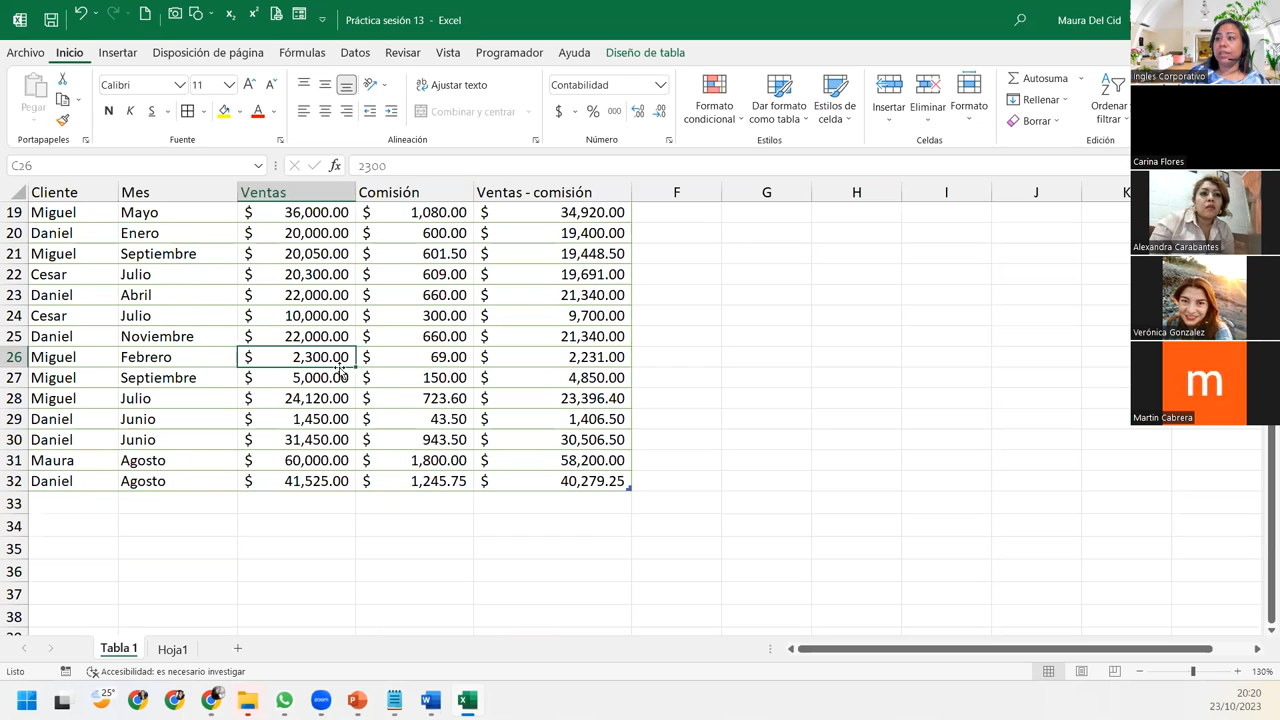 Práctica sesión 13 - Excel
Maura Del Cid
Archivo Inicio Insertar Disposición de página Fórmulas Datos Revisar Vista Programador Ayuda Diseño de tabla
Pegar
Portapapeles
Calibri 11
N K S
Fuente
Ajustar texto
Combinar y centrar
Alineación
Contabilidad
$ % 000
Número
Formato condicional
Dar formato como tabla
Estilos de celda
Estilos
Insertar Eliminar Formato
Celdas
Autosuma
Rellenar
Borrar
Ordenar y filtrar
Edición
C26 fx 2300
Cliente Mes Ventas Comisión Ventas - comisión F G H I J K
19 Miguel Mayo $ 36,000.00 $ 1,080.00 $ 34,920.00
20 Daniel Enero $ 20,000.00 $ 600.00 $ 19,400.00
21 Miguel Septiembre $ 20,050.00 $ 601.50 $ 19,448.50
22 Cesar Julio $ 20,300.00 $ 609.00 $ 19,691.00
23 Daniel Abril $ 22,000.00 $ 660.00 $ 21,340.00
24 Cesar Julio $ 10,000.00 $ 300.00 $ 9,700.00
25 Daniel Noviembre $ 22,000.00 $ 660.00 $ 21,340.00
26 Miguel Febrero $ 2,300.00 $ 69.00 $ 2,231.00
27 Miguel Septiembre $ 5,000.00 $ 150.00 $ 4,850.00
28 Miguel Julio $ 24,120.00 $ 723.60 $ 23,396.40
29 Daniel Junio $ 1,450.00 $ 43.50 $ 1,406.50
30 Daniel Junio $ 31,450.00 $ 943.50 $ 30,506.50
31 Maura Agosto $ 60,000.00 $ 1,800.00 $ 58,200.00
32 Daniel Agosto $ 41,525.00 $ 1,245.75 $ 40,279.25
33
34
35
36
37
38
Tabla 1 Hoja1
Listo Accesibilidad: es necesario investigar 130%
25°
20:20
23/10/2023
Ingles Corporativo
Carina Flores
Alexandra Carabantes
Verónica Gonzalez
m
Martin Cabrera